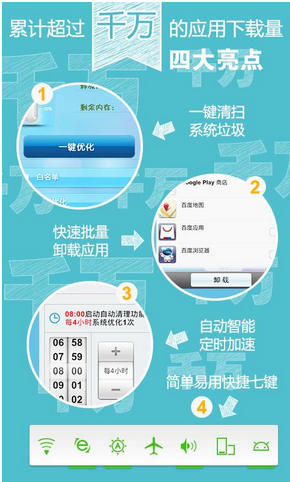 累计超过 千万 的应用下载量
四大亮点
1
剩余内存:
一键优化
白名单
一键清扫
系统垃圾
2
Google Play 商店
百度地图
百度应用
百度浏览器
卸载
快速批量
卸载应用
3
08:00启动自动清理功能
每4小时系统优化1次
06 58
07 59
08 00
09 01
02
+
每4小时
自动智能
定时加速
简单易用快捷七键
4
A